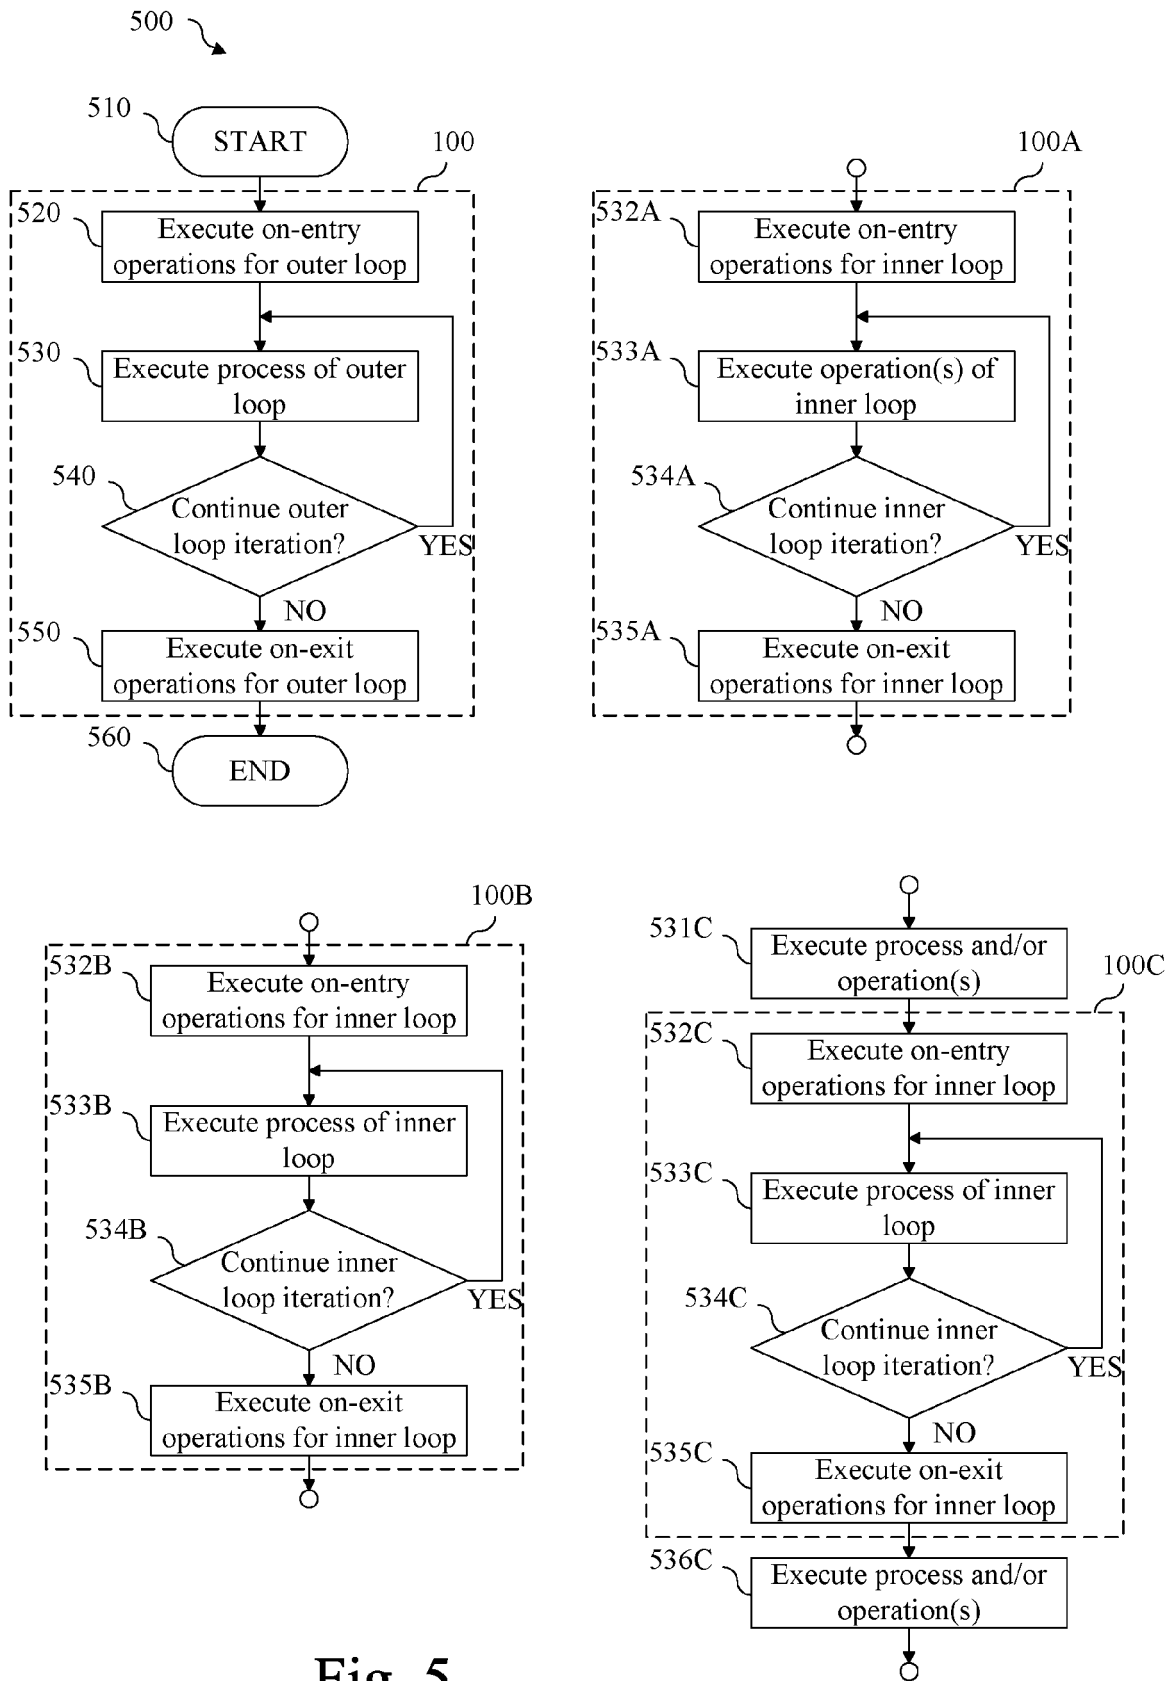 500
510
START
100
520
Execute on-entry
operations for outer loop
530
Execute process of outer
loop
540
Continue outer
loop iteration?
YES
NO
550
Execute on-exit
operations for outer loop
560
END
100A
532A
Execute on-entry
operations for inner loop
533A
Execute operation(s) of
inner loop
534A
Continue inner
loop iteration?
YES
NO
535A
Execute on-exit
operations for inner loop
100B
532B
Execute on-entry
operations for inner loop
533B
Execute process of inner
loop
534B
Continue inner
loop iteration?
YES
NO
535B
Execute on-exit
operations for inner loop
531C
Execute process and/or
operation(s)
100C
532C
Execute on-entry
operations for inner loop
533C
Execute process of inner
loop
534C
Continue inner
loop iteration?
YES
NO
535C
Execute on-exit
operations for inner loop
536C
Execute process and/or
operation(s)
Fig. 5